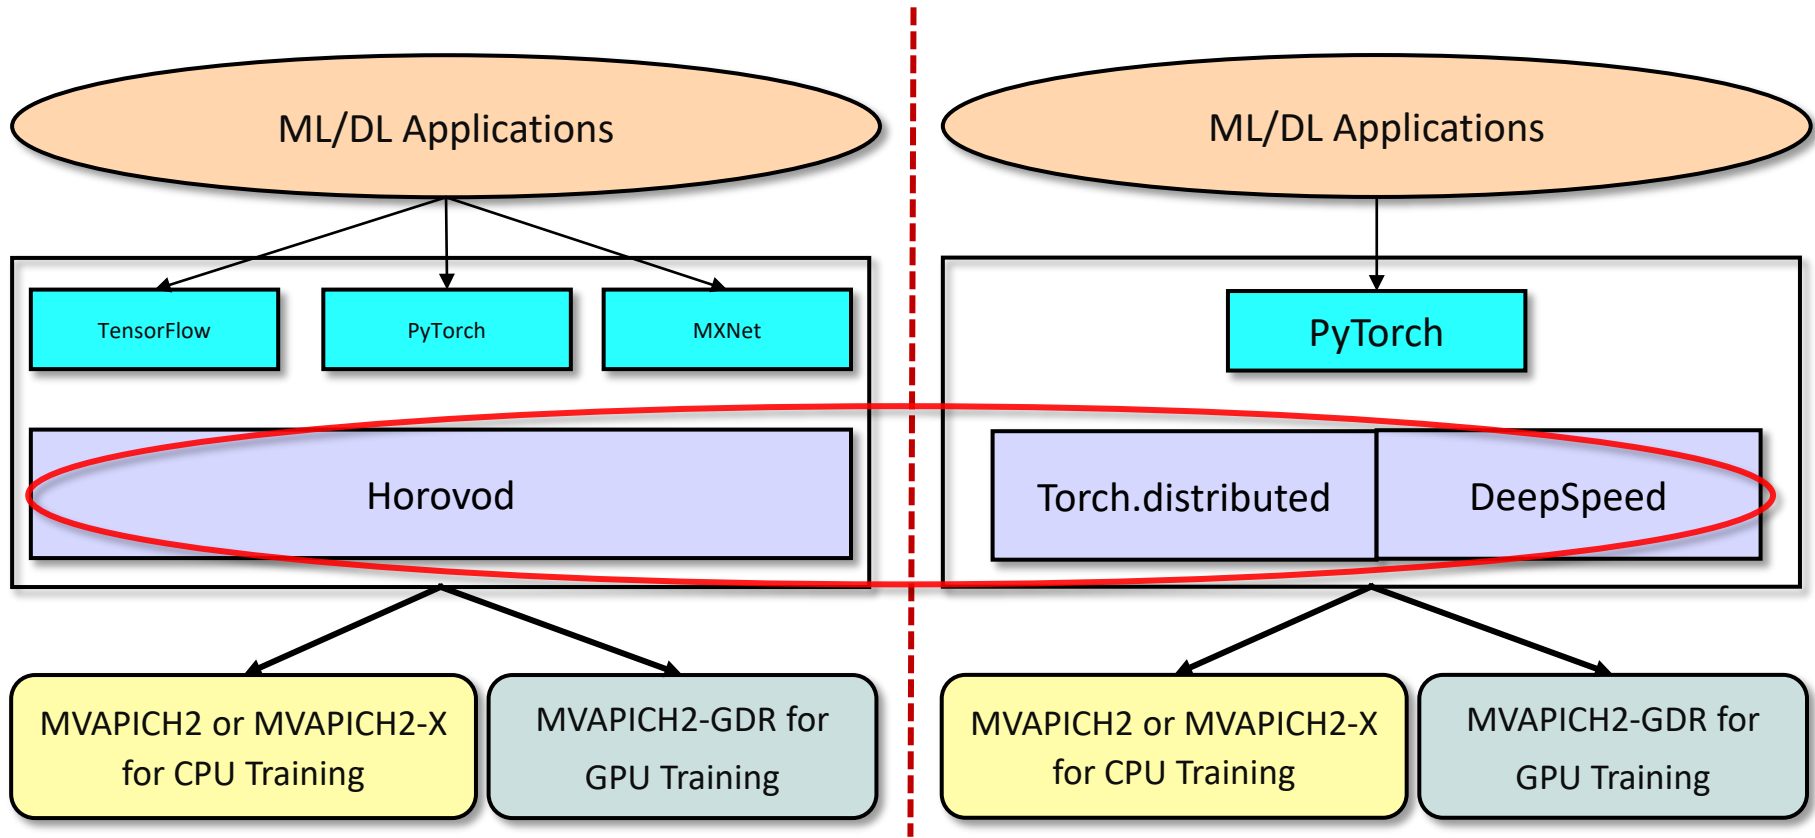 ML/DL Applications
TensorFlow
PyTorch
MXNet
Horovod
MVAPICH2 or MVAPICH2-X
for CPU Training
MVAPICH2-GDR for
GPU Training
ML/DL Applications
PyTorch
Torch.distributed
DeepSpeed
MVAPICH2 or MVAPICH2-X
for CPU Training
MVAPICH2-GDR for
GPU Training